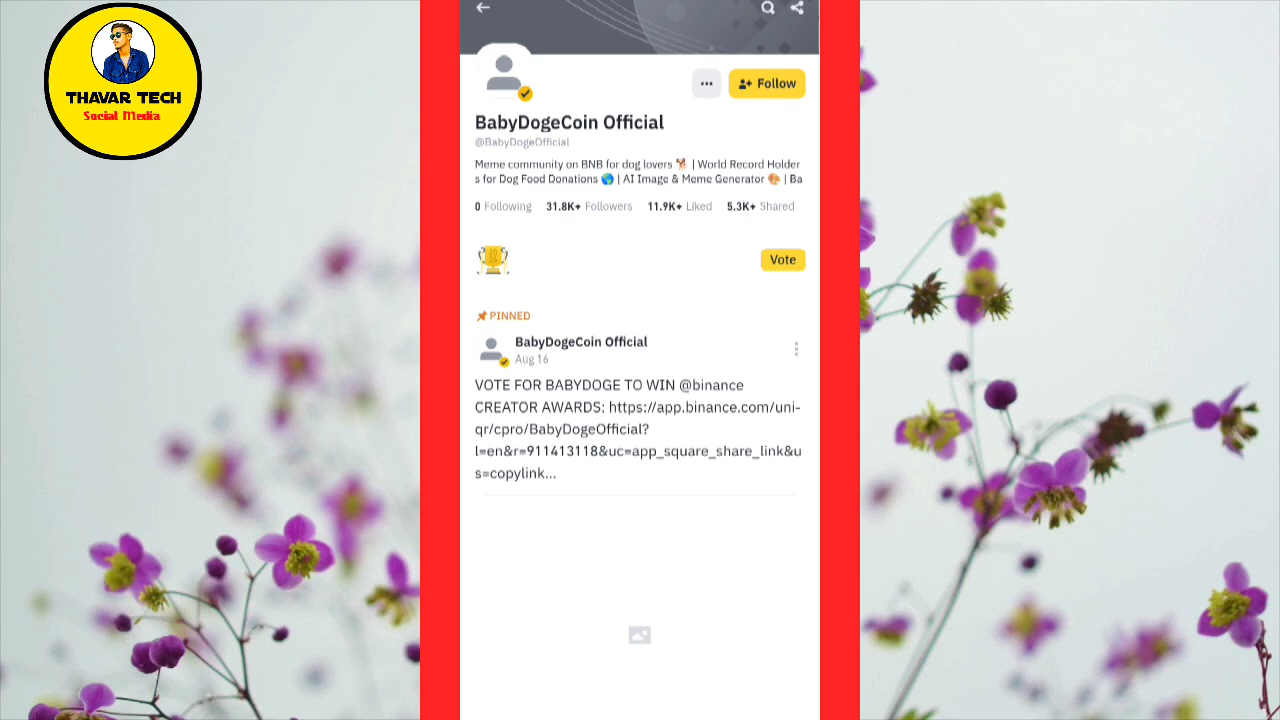 THAVAR TECH
Social Media
Follow
BabyDogeCoin Official
@BabyDogeOfficial
Meme community on BNB for dog lovers 🐕 | World Record Holder
s for Dog Food Donations 🌎 | AI Image & Meme Generator 🎨 | Ba
0 Following 31.8K+ Followers 11.9K+ Liked 5.3K+ Shared
Vote
📌 PINNED
BabyDogeCoin Official
Aug 16
VOTE FOR BABYDOGE TO WIN @binance
CREATOR AWARDS: https://app.binance.com/uni-
qr/cpro/BabyDogeOfficial?
l=en&r=911413118&uc=app_square_share_link&u
s=copylink...